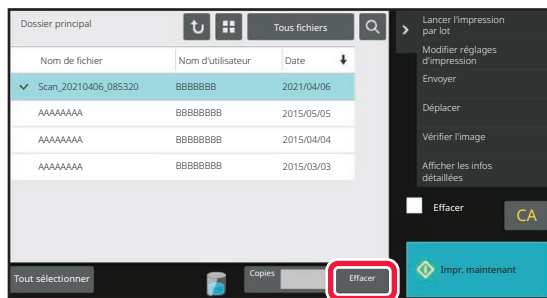 Dossier principal
Tous fichiers
Nom de fichier Nom d'utilisateur Date
Scan_20210406_085320 BBBBBBBB 2021/04/06
AAAAAAAA BBBBBBBB 2015/05/05
AAAAAAAA BBBBBBBB 2015/04/04
AAAAAAAA BBBBBBBB 2015/03/03
Tout sélectionner
Copies
Effacer
Lancer l'impression
par lot
Modifier réglages
d'impression
Envoyer
Déplacer
Vérifier l'image
Afficher les infos
détaillées
Effacer
CA
Impr. maintenant